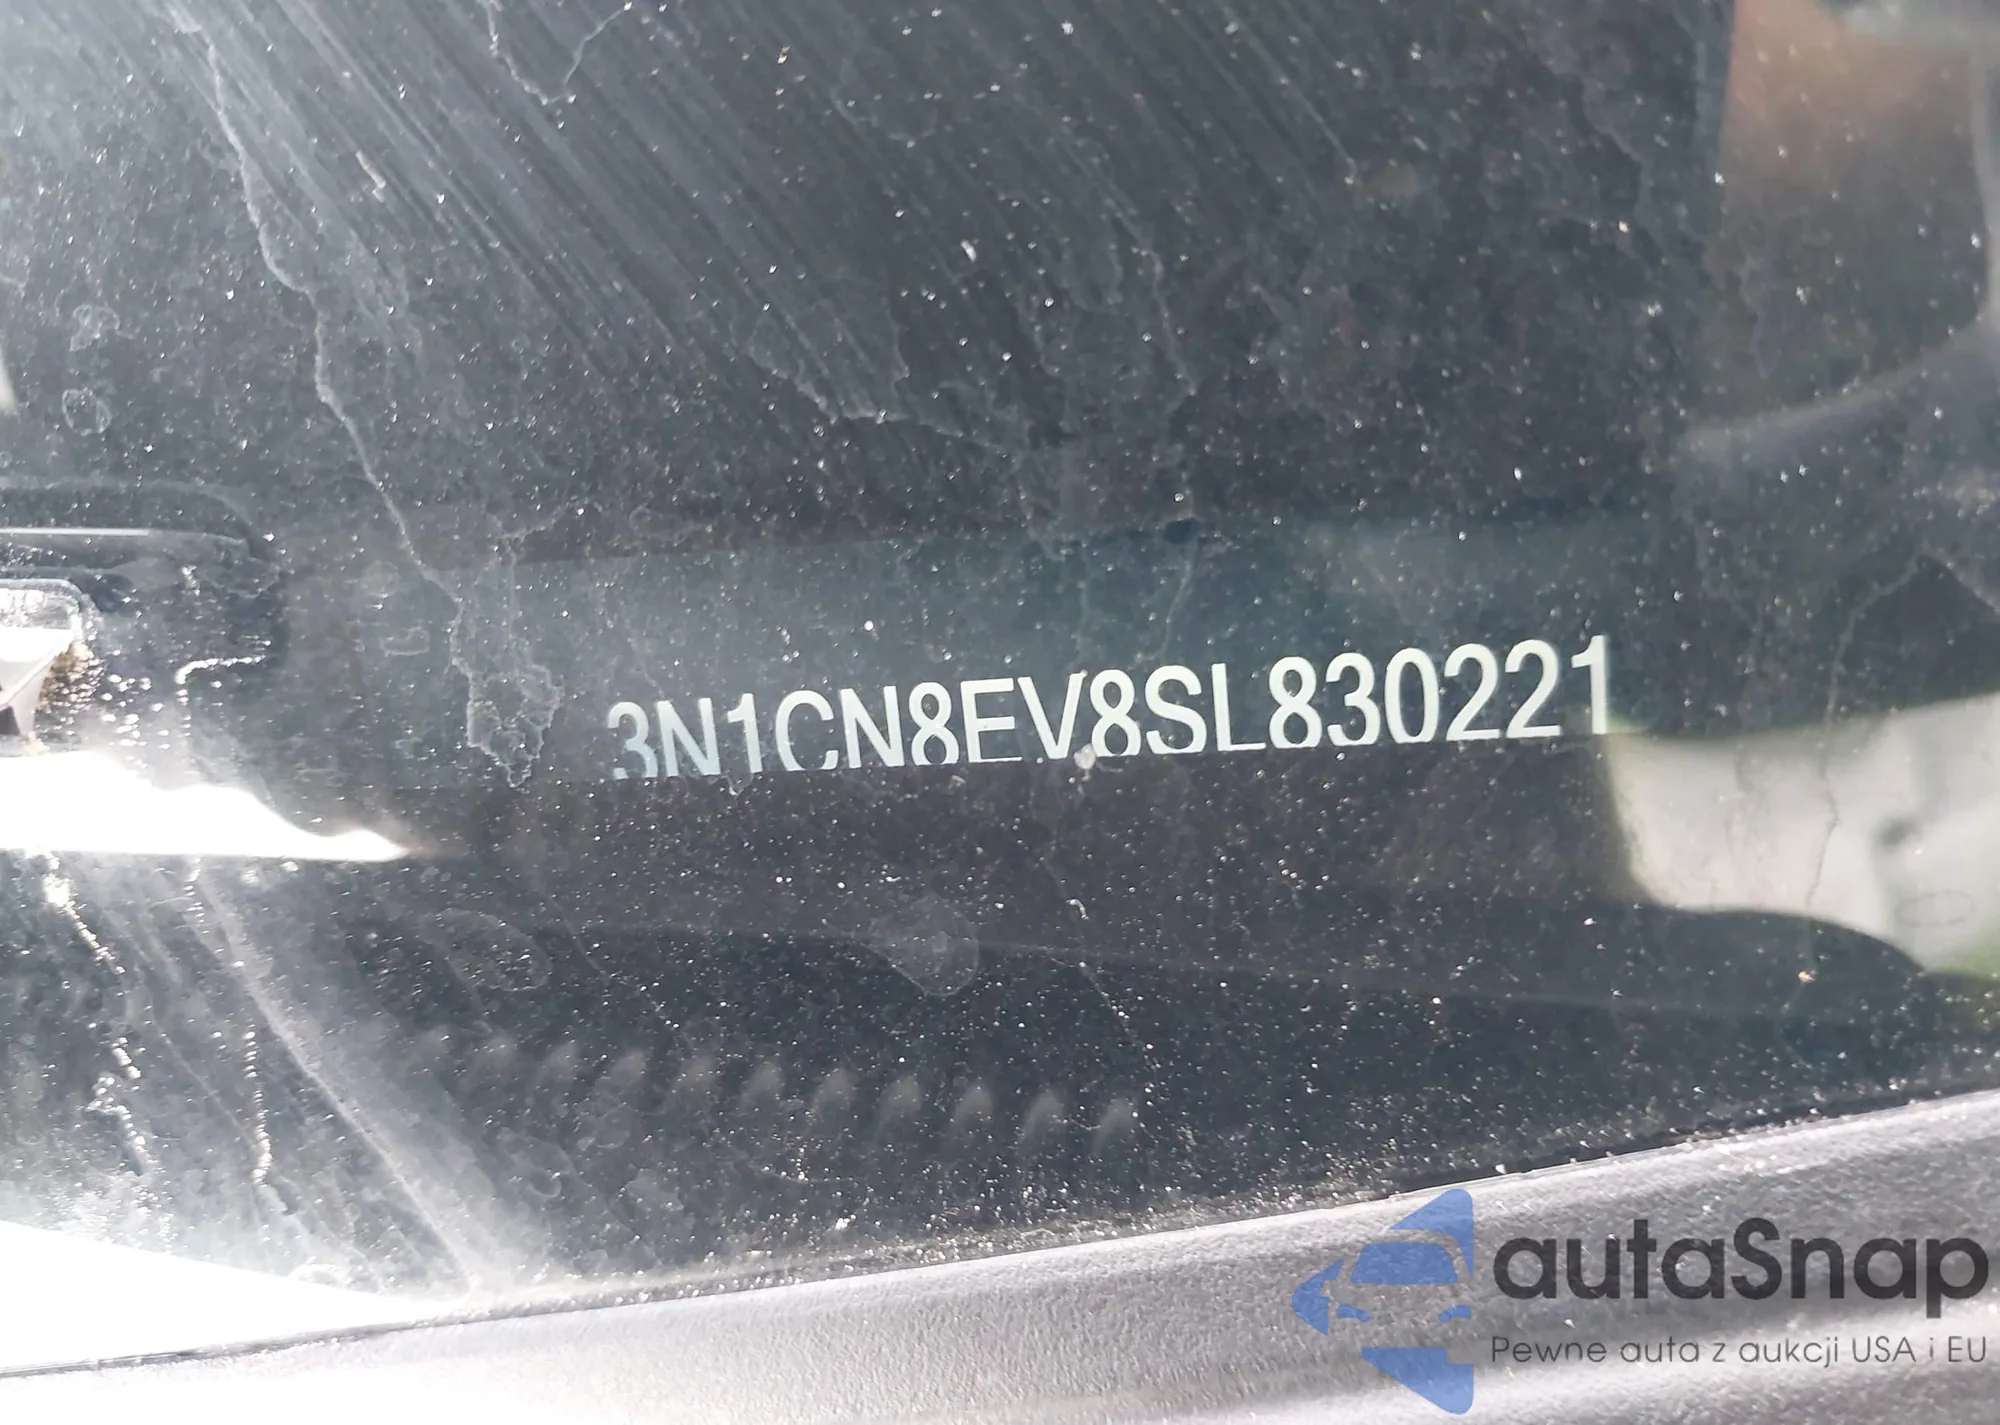 3N1CN8EV8SL830221
autaSnap
Pewne auta z aukcji USA i EU